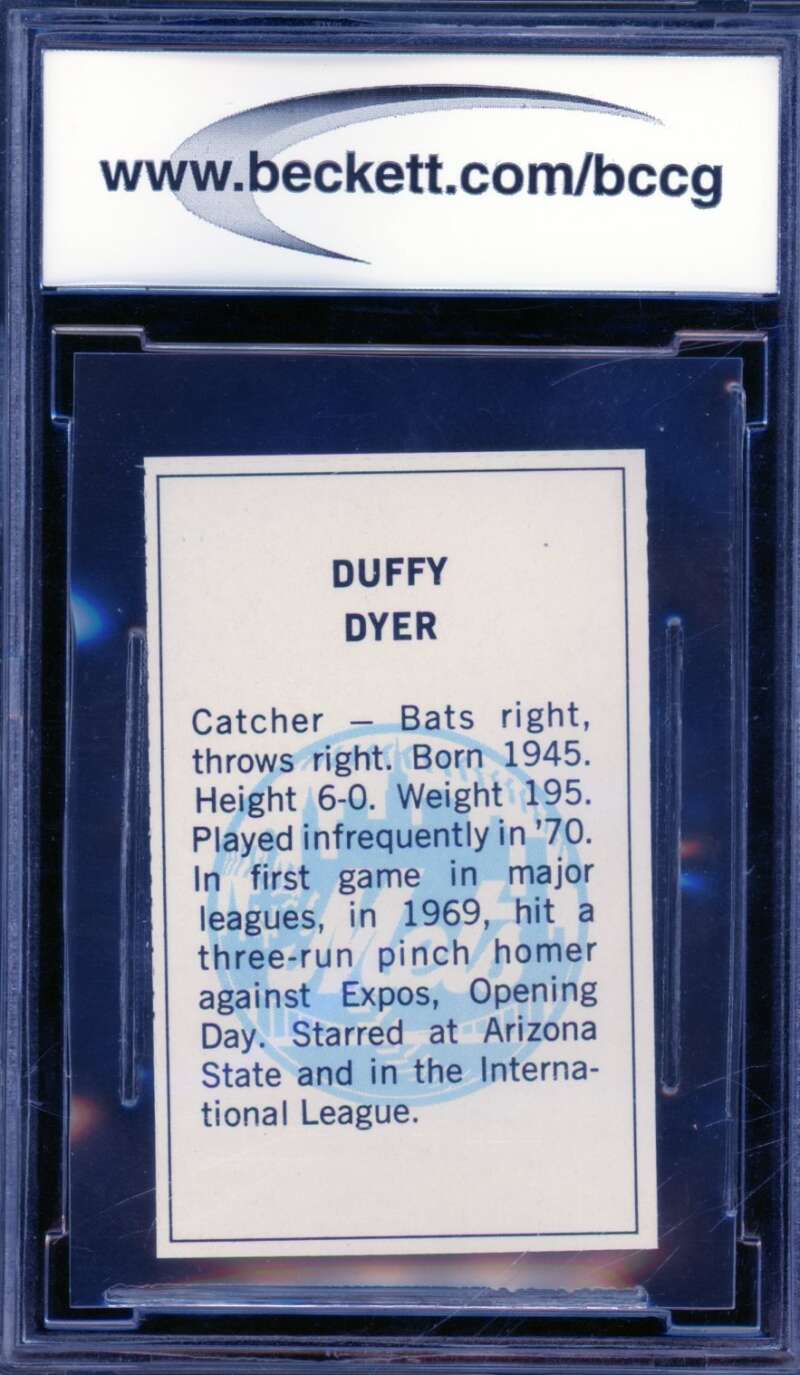 www.beckett.com/bccg
DUFFY
DYER
Catcher — Bats right,
throws right. Born 1945.
Height 6-0. Weight 195.
Played infrequently in '70.
In first game in major
leagues, in 1969, hit a
three-run pinch homer
against Expos, Opening
Day. Starred at Arizona
State and in the Interna-
tional League.
Mets